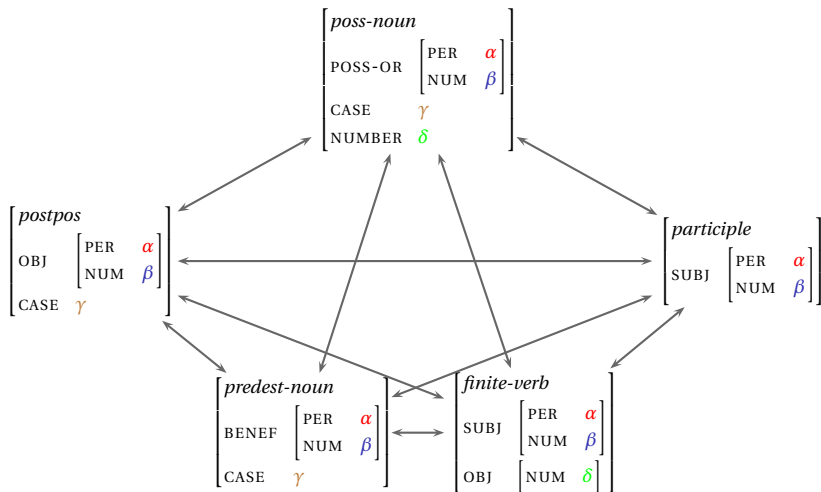 poss-noun
POSS-OR PER α
NUM β
CASE γ
NUMBER δ
postpos
OBJ PER α
NUM β
CASE γ
participle
SUBJ PER α
NUM β
predest-noun
BENEF PER α
NUM β
CASE γ
finite-verb
SUBJ PER α
NUM β
OBJ NUM δ